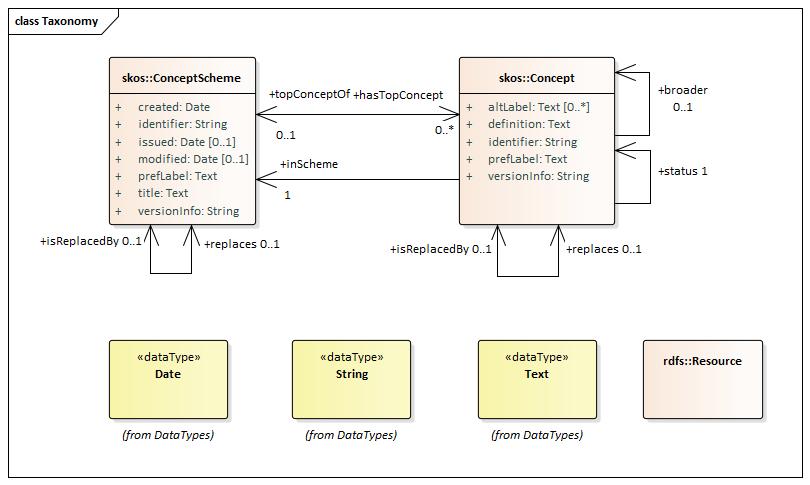 class Taxonomy
skos::ConceptScheme
+ created: Date
+ identifier: String
+ issued: Date [0..1]
+ modified: Date [0..1]
+ prefLabel: Text
+ title: Text
+ versionInfo: String
+topConceptOf +hasTopConcept
0..1
0..*
+inScheme
1
skos::Concept
+ altLabel: Text [0..*]
+ definition: Text
+ identifier: String
+ prefLabel: Text
+ versionInfo: String
+broader
0..1
+status 1
+isReplacedBy 0..1
+replaces 0..1
+isReplacedBy 0..1
+replaces 0..1
«dataType»
Date
(from DataTypes)
«dataType»
String
(from DataTypes)
«dataType»
Text
(from DataTypes)
rdfs::Resource